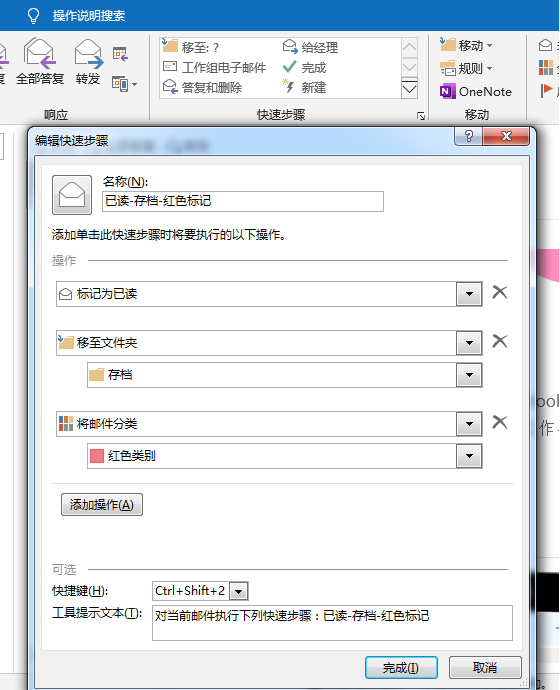 操作说明搜索
移至: ?
给经理
移动
工作组电子邮件
完成
规则
全部答复
转发
答复和删除
新建
OneNote
响应
快速步骤
移动
编辑快速步骤
名称(N):
已读-存档-红色标记
添加单击此快速步骤时将要执行的以下操作。
操作
标记为已读
移至文件夹
存档
将邮件分类
红色类别
添加操作(A)
可选
快捷键(H):
Ctrl+Shift+2
工具提示文本(T):
对当前邮件执行下列快速步骤：已读-存档-红色标记
完成(I)
取消